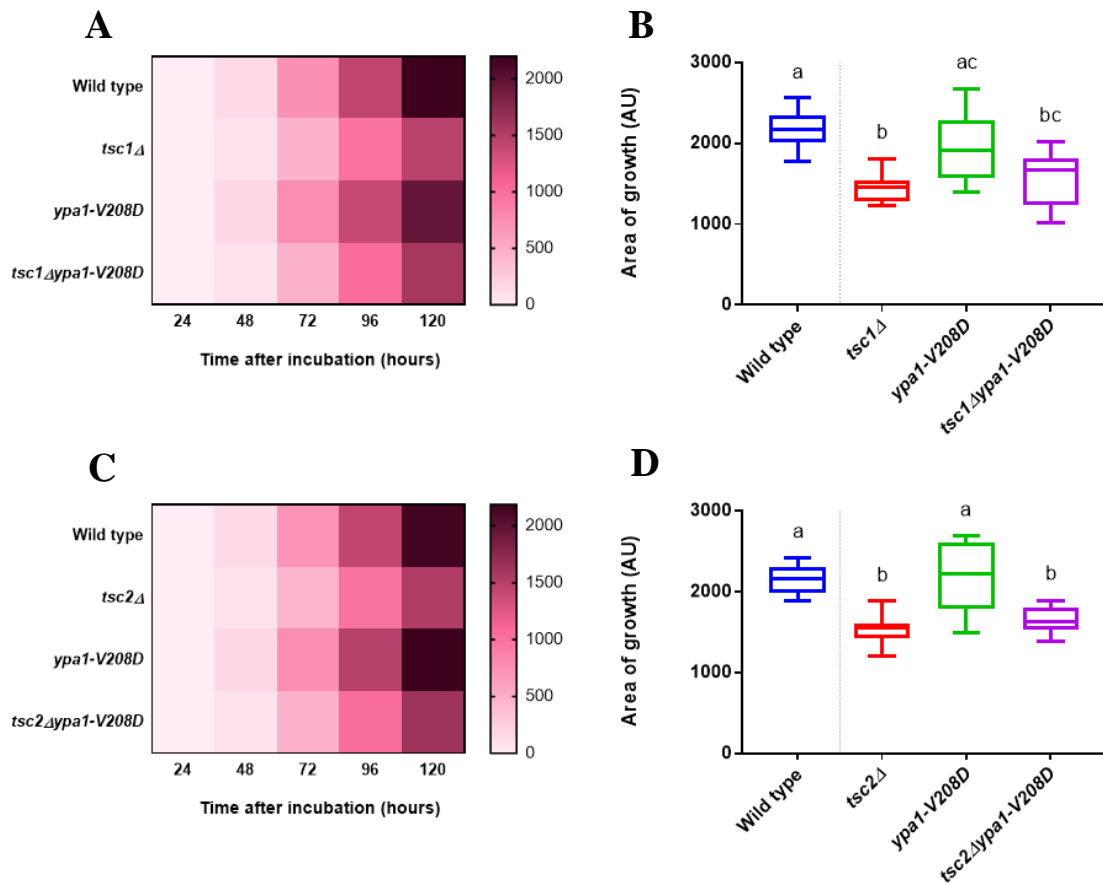 A
Wild type
tsc1Δ
ypa1-V208D
tsc1Δypa1-V208D
24 48 72 96 120
Time after incubation (hours)
2000
1500
1000
500
0
B
Area of growth (AU)
3000
2000
1000
0
a
b
ac
bc
Wild type
tsc1Δ
ypa1-V208D
tsc1Δypa1-V208D
C
Wild type
tsc2Δ
ypa1-V208D
tsc2Δypa1-V208D
24 48 72 96 120
Time after incubation (hours)
2000
1500
1000
500
0
D
Area of growth (AU)
3000
2000
1000
0
a
b
a
b
Wild type
tsc2Δ
ypa1-V208D
tsc2Δypa1-V208D